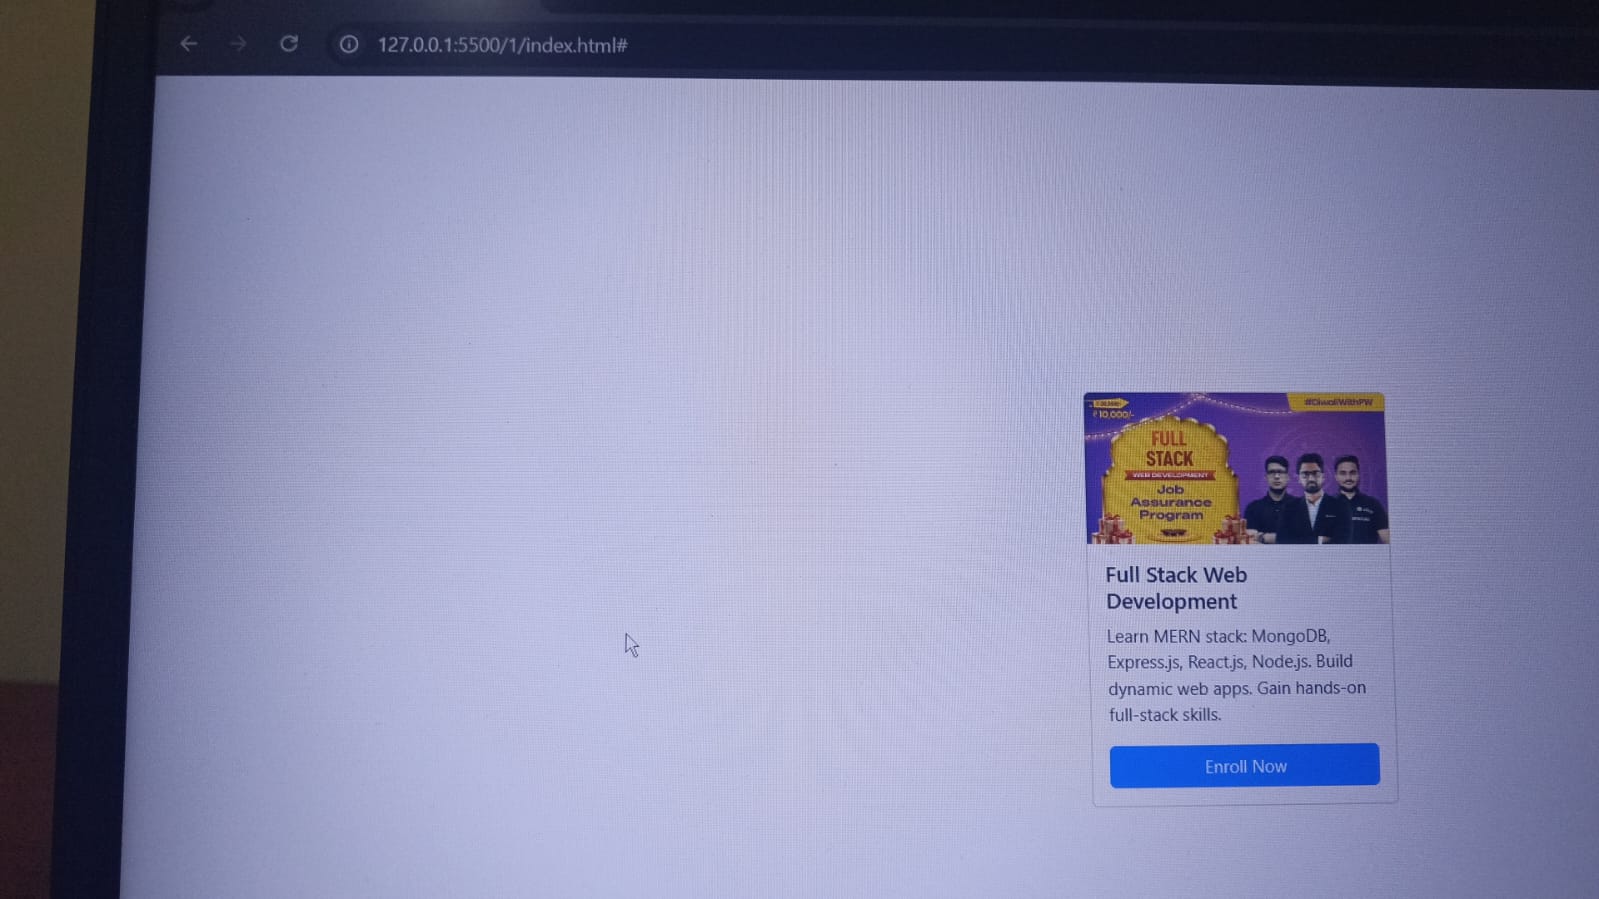 127.0.0.1:5500/1/index.html#
#DiwaliWithPW
₹10,000/-
FULL
STACK
WEB DEVELOPMENT
Job
Assurance
Program
Full Stack Web
Development
Learn MERN stack: MongoDB,
Express.js, React.js, Node.js. Build
dynamic web apps. Gain hands-on
full-stack skills.
Enroll Now